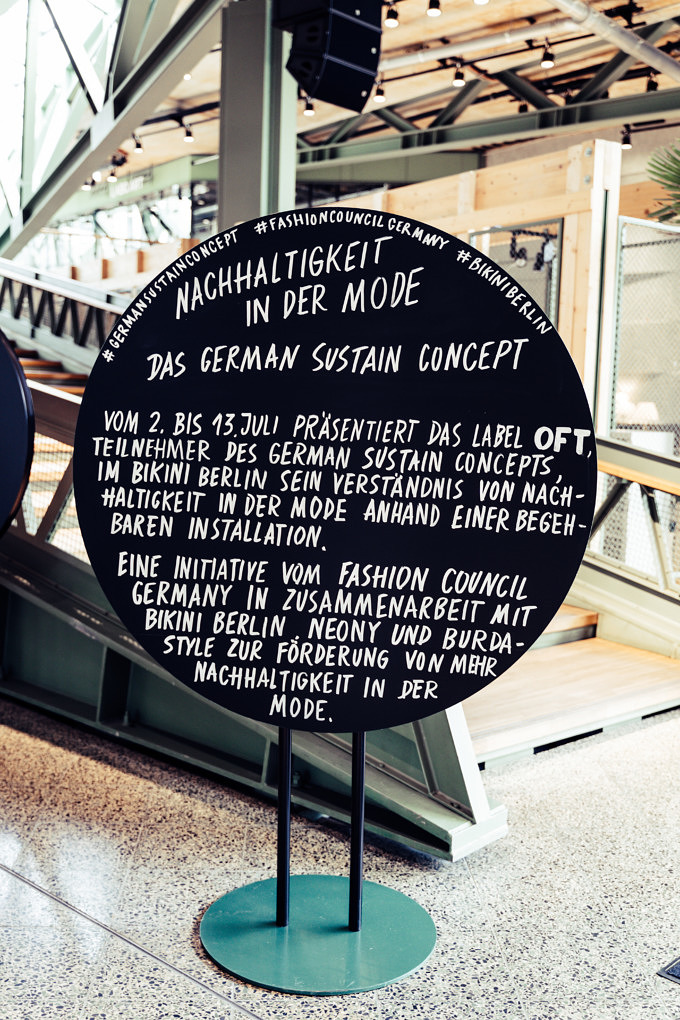 #GERMANSUSTAINCONCEPT #FASHIONCOUNCILGERMANY #BIKINIBERLIN
NACHHALTIGKEIT
IN DER MODE
DAS GERMAN SUSTAIN CONCEPT
VOM 2. BIS 13. JULI PRÄSENTIERT DAS LABEL OFT,
TEILNEHMER DES GERMAN SUSTAIN CONCEPTS,
IM BIKINI BERLIN SEIN VERSTÄNDNIS VON NACH-
HALTIGKEIT IN DER MODE ANHAND EINER BEGEH-
BAREN INSTALLATION.
EINE INITIATIVE VOM FASHION COUNCIL
GERMANY IN ZUSAMMENARBEIT MIT
BIKINI BERLIN, NEONY UND BURDA-
STYLE ZUR FÖRDERUNG VON MEHR
NACHHALTIGKEIT IN DER
MODE.